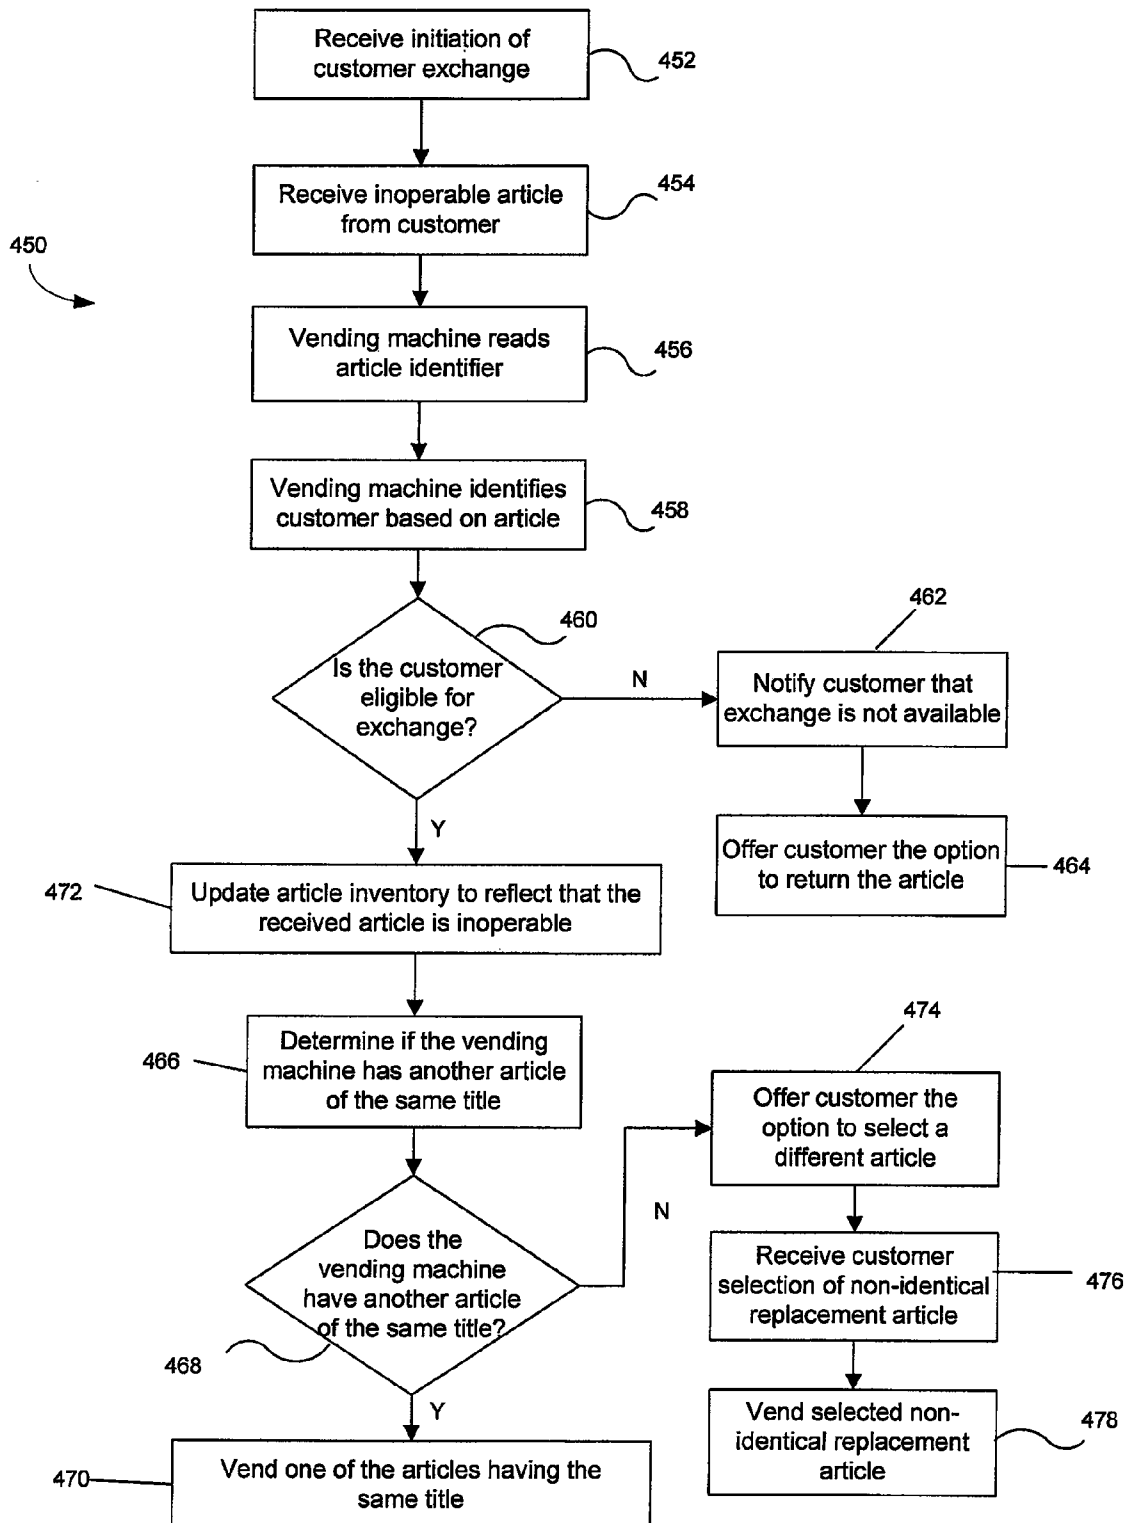 Receive initiation of
customer exchange
452
Receive inoperable article
from customer
454
450
Vending machine reads
article identifier
456
Vending machine identifies
customer based on article
458
460
Is the customer
eligible for
exchange?
N
462
Notify customer that
exchange is not available
Y
Offer customer the option
to return the article
464
472
Update article inventory to reflect that the
received article is inoperable
466
Determine if the vending
machine has another article
of the same title
474
Offer customer the
option to select a
different article
N
Does the
vending machine
have another article
of the same title?
468
Receive customer
selection of non-identical
replacement article
476
Y
Vend selected non-
identical replacement
article
478
470
Vend one of the articles having the
same title